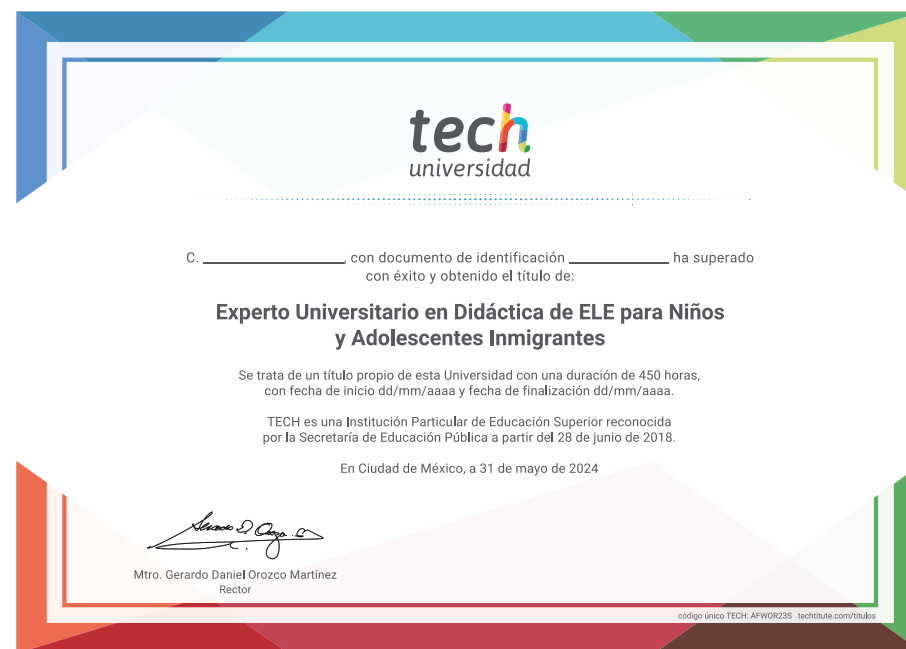 tech
universidad
C. ____________, con documento de identificación ____________ ha superado
con éxito y obtenido el título de:
Experto Universitario en Didáctica de ELE para Niños
y Adolescentes Inmigrantes
Se trata de un título propio de esta Universidad con una duración de 450 horas,
con fecha de inicio dd/mm/aaaa y fecha de finalización dd/mm/aaaa.
TECH es una Institución Particular de Educación Superior reconocida
por la Secretaría de Educación Pública a partir del 28 de junio de 2018.
En Ciudad de México, a 31 de mayo de 2024
Mtro. Gerardo Daniel Orozco Martínez
Rector
código único TECH: AFWOR23S techtitute.com/titulos